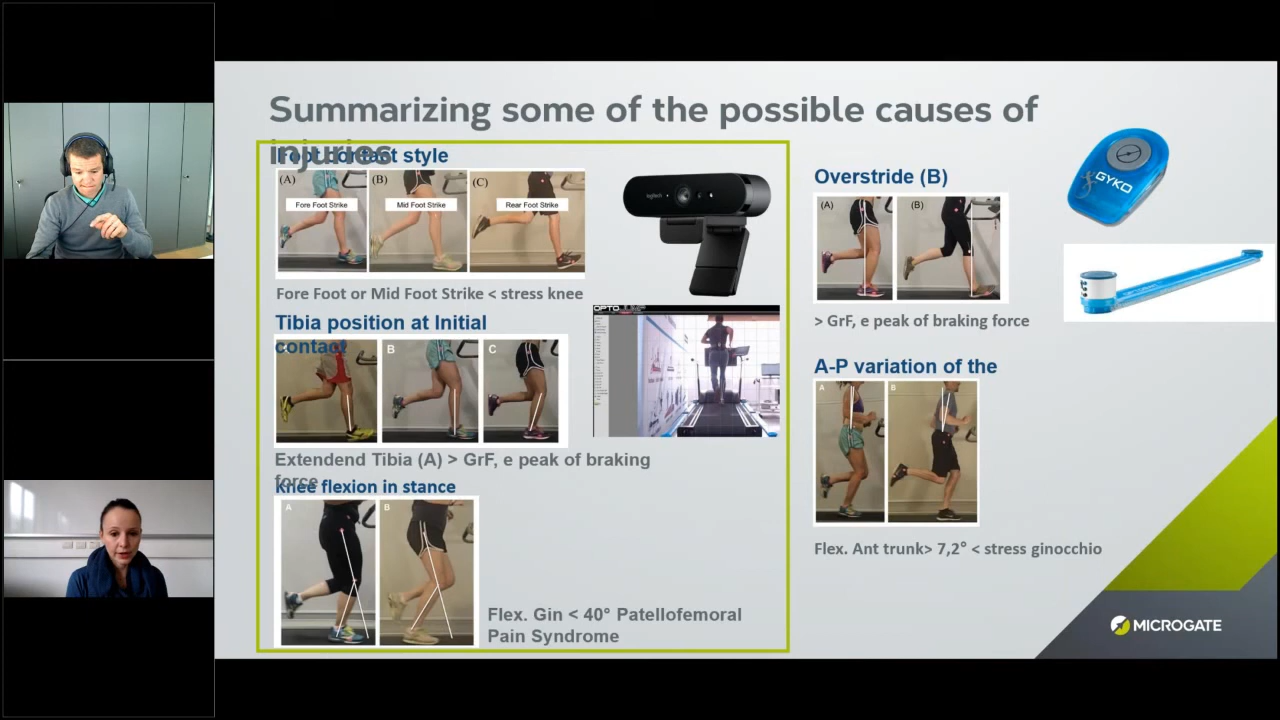 Summarizing some of the possible causes of
injuries
Foot contact style
(A)
(B)
(C)
Fore Foot Strike
Mid Foot Strike
Rear Foot Strike
Fore Foot or Mid Foot Strike < stress knee
Tibia position at Initial
contact
B
C
Extendend Tibia (A) > GrF, e peak of braking
force
Knee flexion in stance
A
B
Flex. Gin < 40° Patellofemoral
Pain Syndrome
logitech
OPTOJUMP
Overstride (B)
(A)
(B)
> GrF, e peak of braking force
A-P variation of the
A
B
Flex. Ant trunk> 7,2° < stress ginocchio
GYKO
MICROGATE